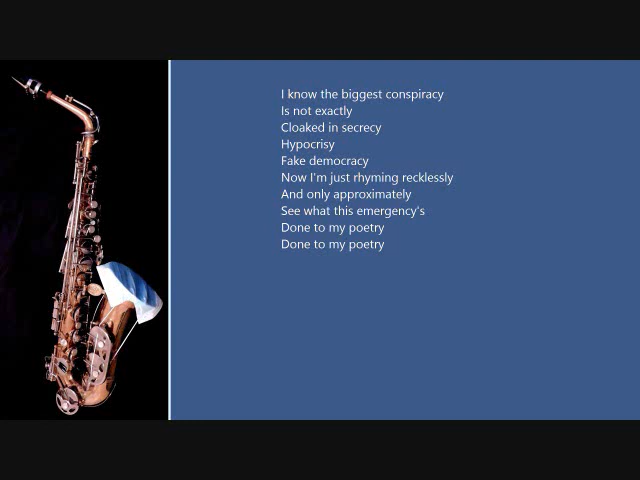 I know the biggest conspiracy
Is not exactly
Cloaked in secrecy
Hypocrisy
Fake democracy
Now I'm just rhyming recklessly
And only approximately
See what this emergency's
Done to my poetry
Done to my poetry